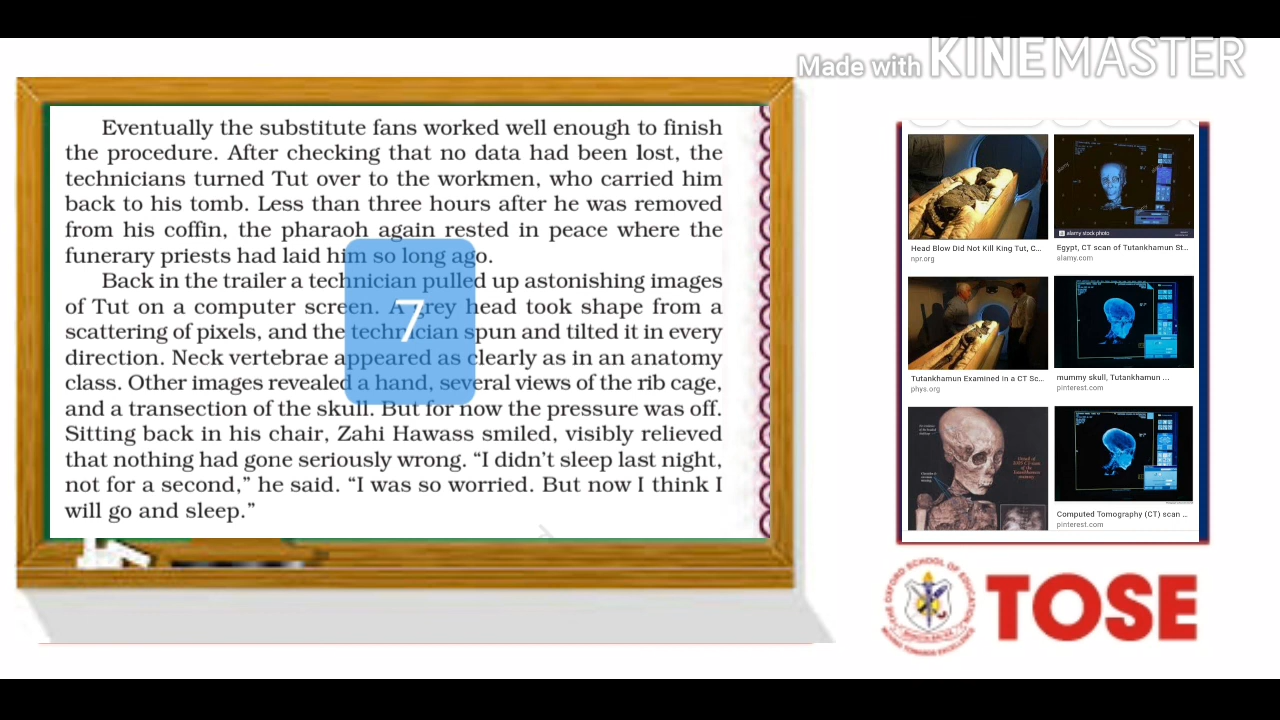 Made with KINEMASTER
Eventually the substitute fans worked well enough to finish
the procedure. After checking that no data had been lost, the
technicians turned Tut over to the workmen, who carried him
back to his tomb. Less than three hours after he was removed
from his coffin, the pharaoh again rested in peace where the
funerary priests had laid him so long ago.
Back in the trailer a technician pulled up astonishing images
of Tut on a computer screen. A grey head took shape from a
scattering of pixels, and the technician spun and tilted it in every
direction. Neck vertebrae appeared as clearly as in an anatomy
class. Other images revealed a hand, several views of the rib cage,
and a transection of the skull. But for now the pressure was off.
Sitting back in his chair, Zahi Hawass smiled, visibly relieved
that nothing had gone seriously wrong. “I didn’t sleep last night,
not for a second,” he said. “I was so worried. But now I think I
will go and sleep.”
7
Head Blow Did Not Kill King Tut, C...
npr.org
alamy stock photo
Egypt, CT scan of Tutankhamun St...
alamy.com
Tutankhamun Examined in a CT Sc...
phys.org
mummy skull, Tutankhamun ...
pinterest.com
Computed Tomography (CT) scan ...
pinterest.com
THE OXFORD SCHOOL OF EDUCATION
TOSE